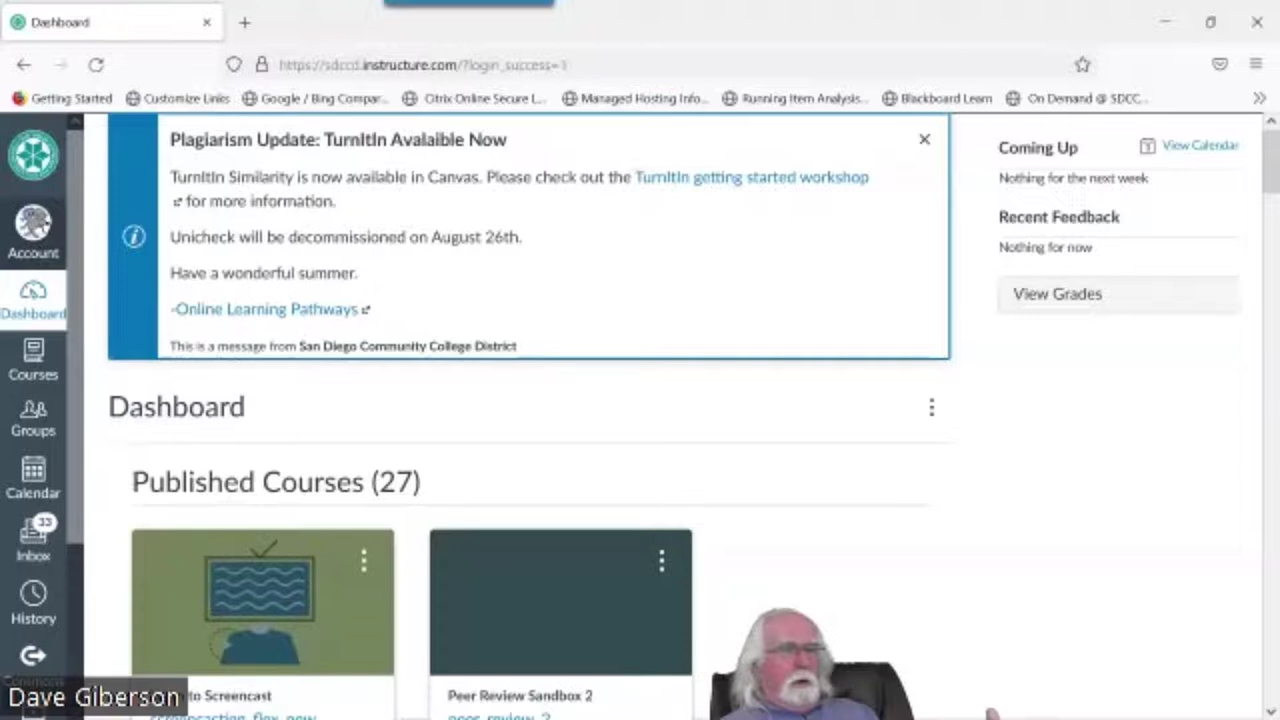 Dashboard
https://sdccd.instructure.com/?login_success=1
Getting Started
Customize Links
Google / Bing Compar...
Citrix Online Secure L...
Managed Hosting Info...
Running Item Analysis...
Blackboard Learn
On Demand @ SDCC...
Plagiarism Update: TurnItIn Avalaible Now
TurnItIn Similarity is now available in Canvas. Please check out the TurnItIn getting started workshop
for more information.
Unicheck will be decommissioned on August 26th.
Have a wonderful summer.
-Online Learning Pathways
This is a message from San Diego Community College District
Coming Up
View Calendar
Nothing for the next week
Recent Feedback
Nothing for now
View Grades
Account
Dashboard
Courses
Groups
Calendar
33
Inbox
History
Dashboard
Published Courses (27)
to Screencast
Peer Review Sandbox 2
peer_review_2
Dave Giberson